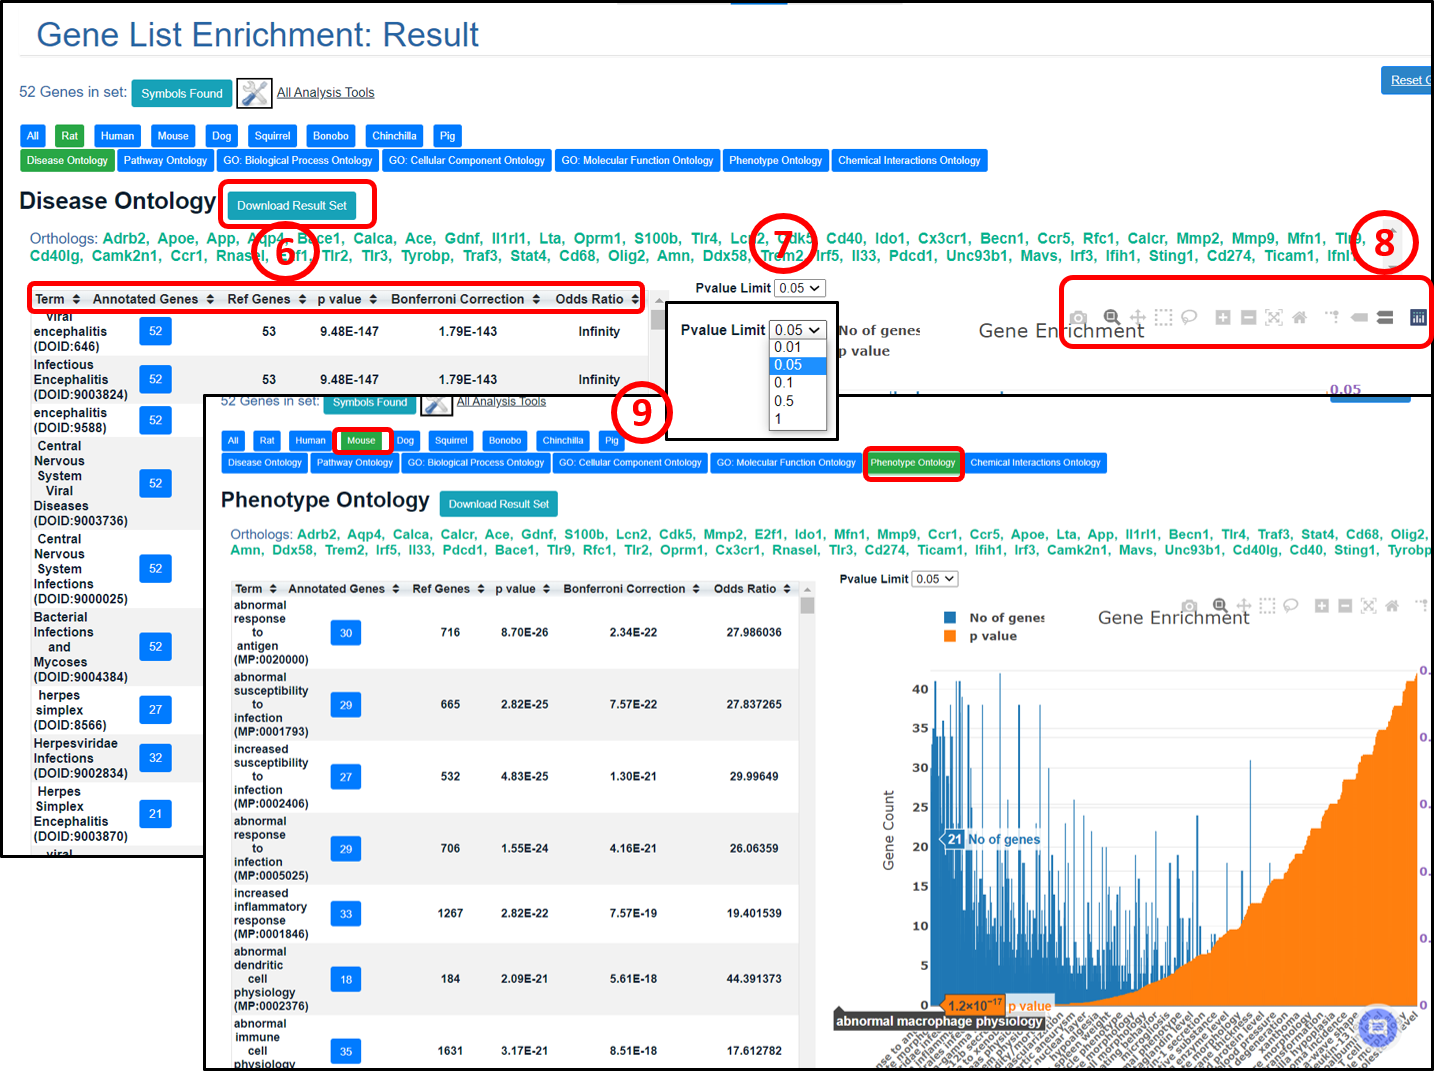 Gene List Enrichment: Result
52 Genes in set: Symbols Found All Analysis Tools
Reset
All Rat Human Mouse Dog Squirrel Bonobo Chinchilla Pig
Disease Ontology Pathway Ontology GO: Biological Process Ontology GO: Cellular Component Ontology GO: Molecular Function Ontology Phenotype Ontology Chemical Interactions Ontology
Disease Ontology Download Result Set
6 7 8
Orthologs: Adrb2, Apoe, App, Aqp4, Bace1, Calca, Ace, Gdnf, Il1rl1, Lta, Oprm1, S100b, Tlr4, Cdk5, Cd40, Ido1, Cx3cr1, Becn1, Ccr5, Rfc1, Calcr, Mmp2, Mmp9, Mfn1, Tlr9,
Cd40lg, Camk2n1, Ccr1, Rnasel, E2f1, Tlr2, Tlr3, Tyrobp, Traf3, Stat4, Cd68, Olig2, Amn, Ddx58, Trem2, Irf5, Il33, Pdcd1, Unc93b1, Mavs, Irf3, Ifih1, Sting1, Cd274, Ticam1,
Pvalue Limit 0.05
Term Annotated Genes Ref Genes p value Bonferroni Correction Odds Ratio
viral
encephalitis
(DOID:646)
52 53 9.48E-147 1.79E-143 Infinity
Infectious
Encephalitis
(DOID:9003824)
52 53 9.48E-147 1.79E-143 Infinity
encephalitis
(DOID:9588)
52
Central
Nervous
System
Viral
Diseases
(DOID:9003736)
52
Central
Nervous
System
Infections
(DOID:9000025)
52
Bacterial
Infections
and
Mycoses
(DOID:9004384)
52
herpes
simplex
(DOID:8566)
27
Herpesviridae
Infections
(DOID:9002834)
32
Herpes
Simplex
Encephalitis
(DOID:9003870)
21
viral
Pvalue Limit 0.05
0.01
0.05
0.1
0.5
1
No of genes
p value
Gene Enrichment
0.05
9
52 Genes in set: Symbols Found All Analysis Tools
All Rat Human Mouse Dog Squirrel Bonobo Chinchilla Pig
Disease Ontology Pathway Ontology GO: Biological Process Ontology GO: Cellular Component Ontology GO: Molecular Function Ontology Phenotype Ontology Chemical Interactions Ontology
Phenotype Ontology Download Result Set
Orthologs: Adrb2, Aqp4, Calca, Calcr, Ace, Gdnf, S100b, Lcn2, Cdk5, Mmp2, E2f1, Ido1, Mfn1, Mmp9, Ccr1, Ccr5, Apoe, Lta, App, Il1rl1, Becn1, Tlr4, Traf3, Stat4, Cd68, Olig2,
Amn, Ddx58, Trem2, Irf5, Il33, Pdcd1, Bace1, Tlr9, Rfc1, Tlr2, Oprm1, Cx3cr1, Rnasel, Tlr3, Cd274, Ticam1, Ifih1, Irf3, Camk2n1, Mavs, Unc93b1, Cd40lg, Cd40, Sting1, Tyrobp
Pvalue Limit 0.05
Term Annotated Genes Ref Genes p value Bonferroni Correction Odds Ratio
abnormal
response
to
antigen
(MP:0020000)
30 716 8.70E-26 2.34E-22 27.986036
abnormal
susceptibility
to
infection
(MP:0001793)
29 665 2.82E-25 7.57E-22 27.837265
increased
susceptibility
to
infection
(MP:0002406)
27 532 4.83E-25 1.30E-21 29.99649
abnormal
response
to
infection
(MP:0005025)
29 706 1.55E-24 4.16E-21 26.06359
increased
inflammatory
response
(MP:0001846)
33 1267 2.82E-22 7.57E-19 19.401539
abnormal
dendritic
cell
physiology
(MP:0002376)
18 184 2.09E-21 5.61E-18 44.391373
abnormal
immune
cell
physiology
35 1631 3.17E-21 8.51E-18 17.612782
No of genes
p value
Gene Enrichment
Gene Count
40
35
30
25
20
15
10
5
0
21 No of genes
1.2×10−17 p value
abnormal macrophage physiology